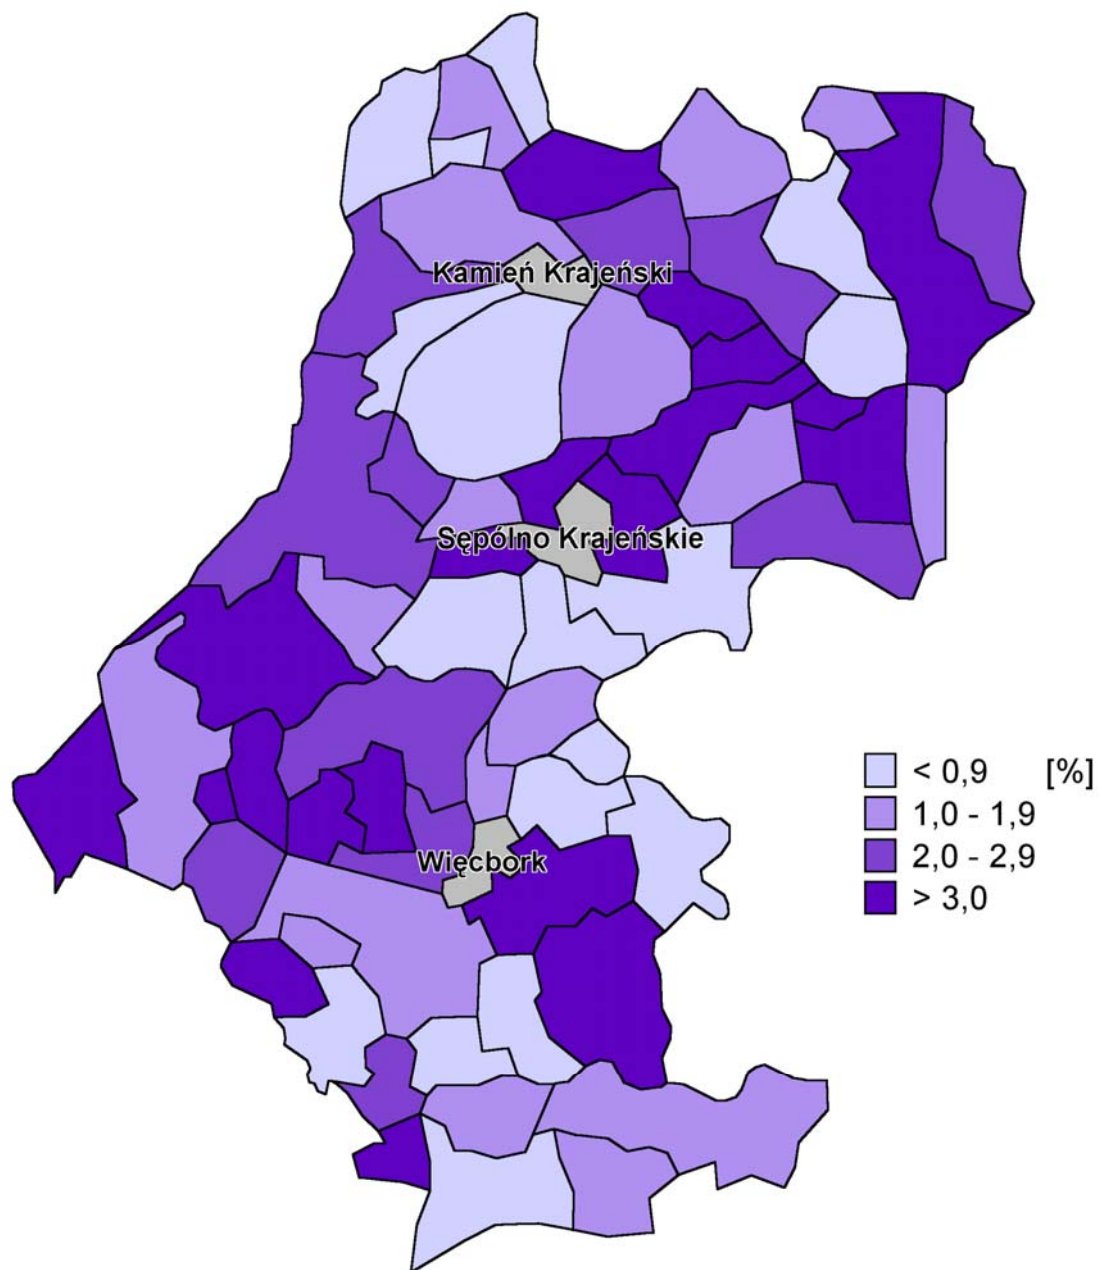 Kamień Krajeński
Sępólno Krajeńskie
< 0,9 [%]
1,0 - 1,9
2,0 - 2,9
Więcbork
> 3,0